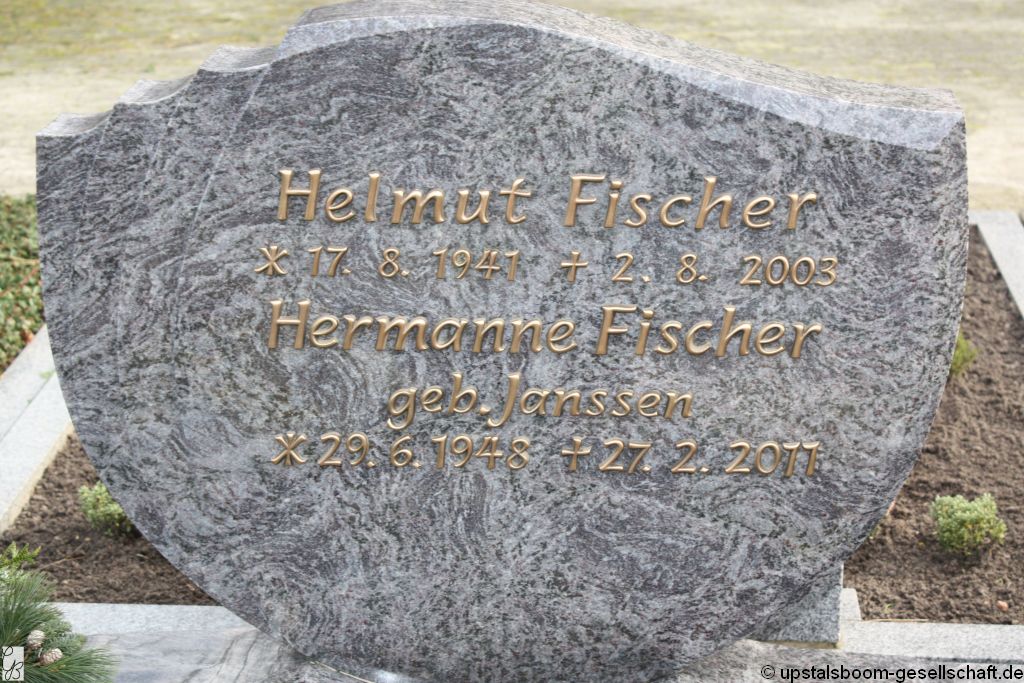 Helmut Fischer
* 17. 8. 1941 † 2. 8. 2003
Hermanne Fischer
geb. Janssen
* 29. 6. 1948 † 27. 2. 2011
© upstalsboom-gesellschaft.de